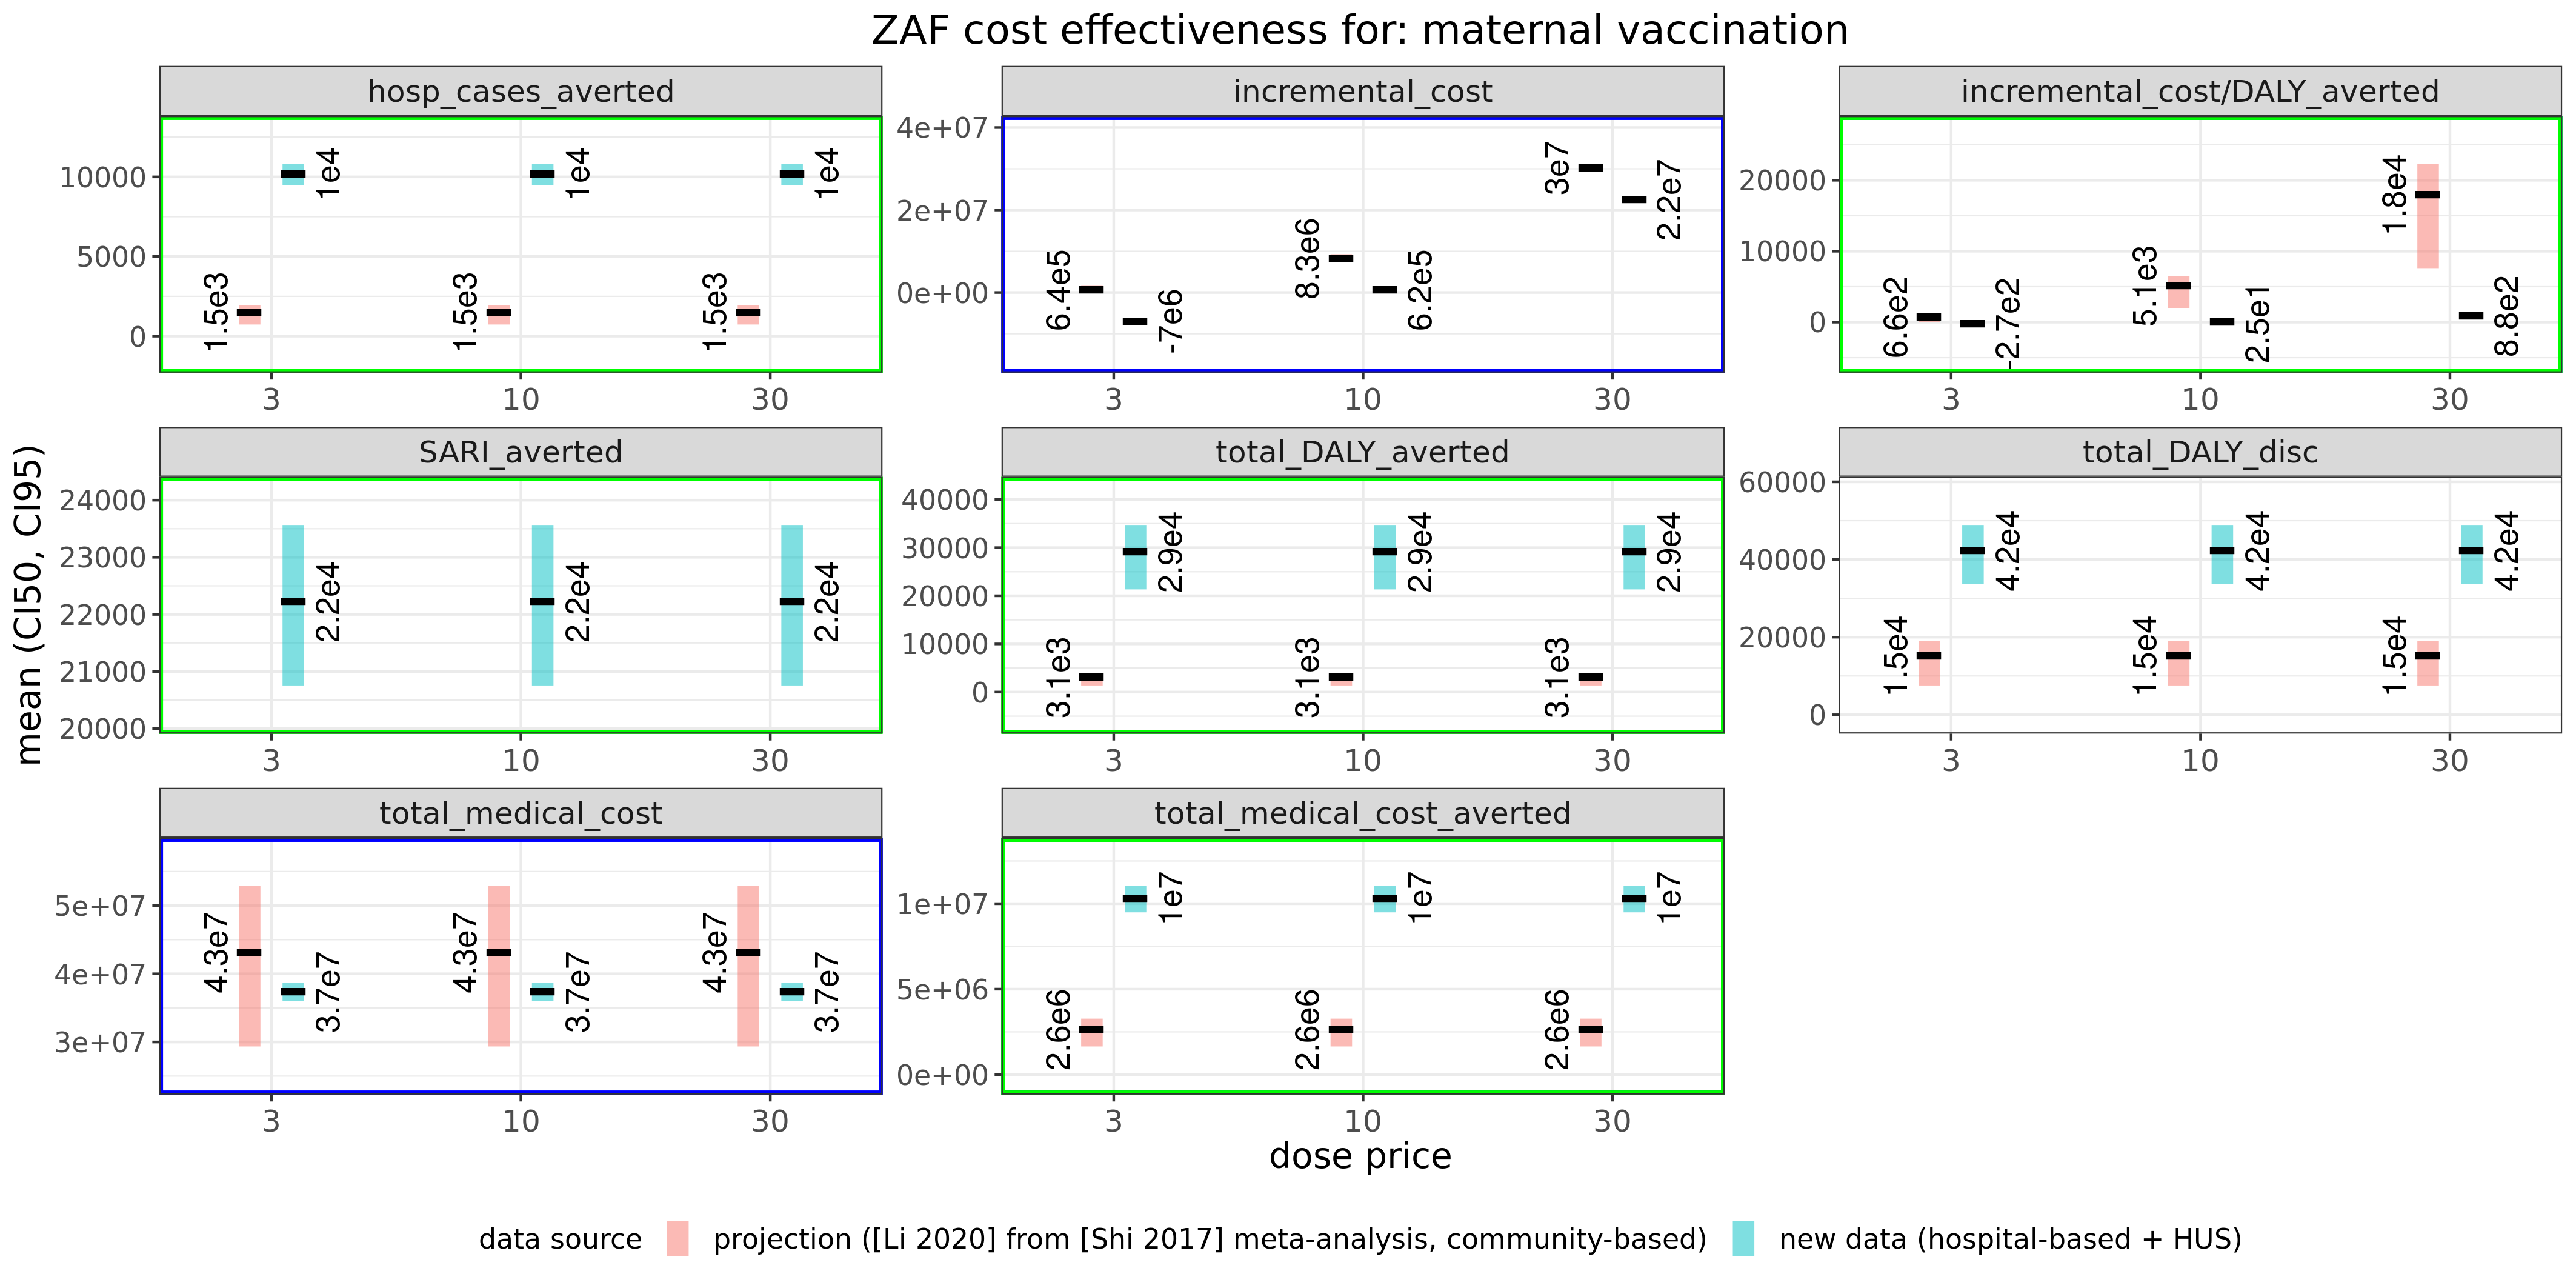 ZAF cost effectiveness for: maternal vaccination
hosp_cases_averted
incremental_cost
incremental_cost/DALY_averted
10000
5000
0
1.5e3
1e4
1.5e3
1e4
1.5e3
1e4
3
10
30
4e+07
2e+07
0e+00
6.4e5
-7e6
8.3e6
6.2e5
3e7
2.2e7
3
10
30
20000
10000
0
6.6e2
-2.7e2
5.1e3
2.5e1
1.8e4
8.8e2
3
10
30
mean (CI50, CI95)
SARI_averted
total_DALY_averted
total_DALY_disc
24000
23000
22000
21000
20000
2.2e4
2.2e4
2.2e4
3
10
30
40000
30000
20000
10000
0
3.1e3
2.9e4
3.1e3
2.9e4
3.1e3
2.9e4
3
10
30
60000
40000
20000
0
1.5e4
4.2e4
1.5e4
4.2e4
1.5e4
4.2e4
3
10
30
total_medical_cost
total_medical_cost_averted
5e+07
4e+07
3e+07
4.3e7
3.7e7
4.3e7
3.7e7
4.3e7
3.7e7
3
10
30
1e+07
5e+06
0e+00
2.6e6
1e7
2.6e6
1e7
2.6e6
1e7
3
10
30
dose price
data source
projection ([Li 2020] from [Shi 2017] meta-analysis, community-based)
new data (hospital-based + HUS)